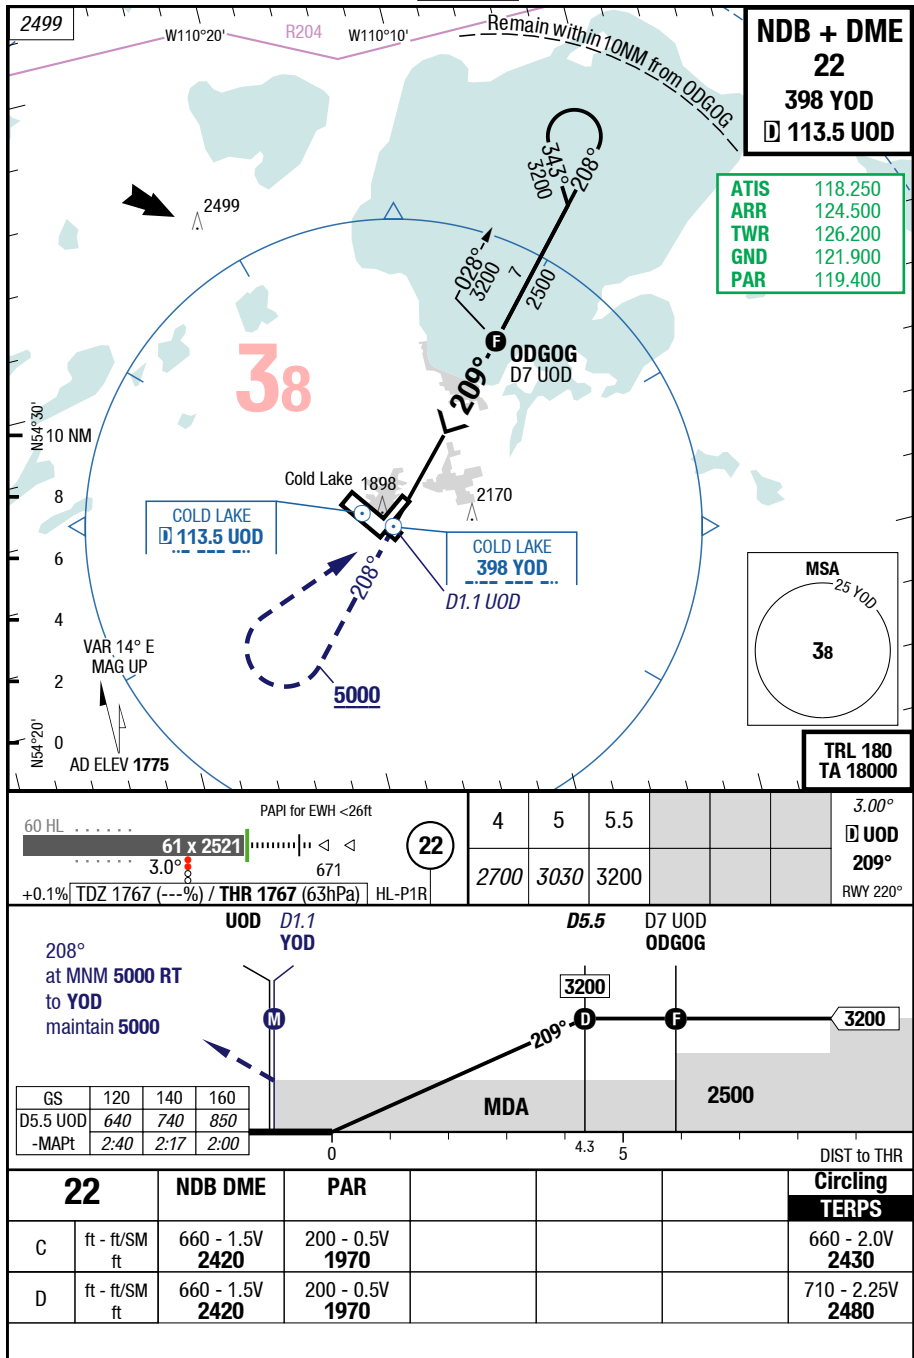 2499
W110°20'
R204
W110°10'
Remain within 10NM from ODGOG
NDB + DME
22
398 YOD
D 113.5 UOD
ATIS 118.250
ARR 124.500
TWR 126.200
GND 121.900
PAR 119.400
2499
343°
3200
208°
028°
3200
7
2500
F
ODGOG
D7 UOD
209°
38
N54°30'
10 NM
8
6
4
2
0
N54°20'
Cold Lake
1898
2170
COLD LAKE
D 113.5 UOD
COLD LAKE
398 YOD
D1.1 UOD
208°
5000
VAR 14° E
MAG UP
AD ELEV 1775
MSA
25 YOD
38
TRL 180
TA 18000
60 HL
PAPI for EWH <26ft
61 x 2521
3.0°
671
22
+0.1% TDZ 1767 (---%) / THR 1767 (63hPa) HL-P1R
4 5 5.5
2700 3030 3200
3.00°
D UOD
209°
RWY 220°
UOD D1.1
YOD
D5.5
D7 UOD
ODGOG
208°
at MNM 5000 RT
to YOD
maintain 5000
M
3200
D
F
3200
209°
MDA
2500
GS 120 140 160
D5.5 UOD 640 740 850
-MAPt 2:40 2:17 2:00
0
4.3
5
DIST to THR
22 NDB DME PAR Circling
TERPS
C ft - ft/SM 660 - 1.5V 200 - 0.5V 660 - 2.0V
ft 2420 1970 2430
D ft - ft/SM 660 - 1.5V 200 - 0.5V 710 - 2.25V
ft 2420 1970 2480